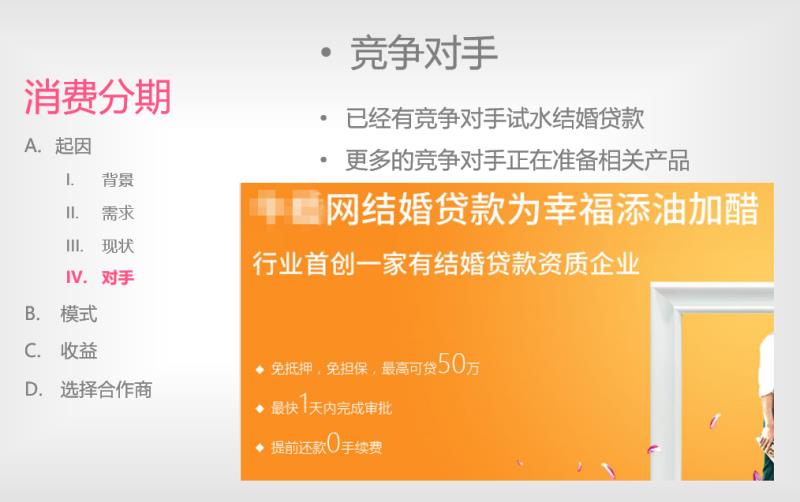 消费分期
A. 起因
I. 背景
II. 需求
III. 现状
IV. 对手
B. 模式
C. 收益
D. 选择合作商
• 竞争对手
• 已经有竞争对手试水结婚贷款
• 更多的竞争对手正在准备相关产品
网结婚贷款为幸福添油加醋
行业首创一家有结婚贷款资质企业
◆ 免抵押，免担保，最高可贷50万
◆ 最快1天内完成审批
◆ 提前还款0手续费